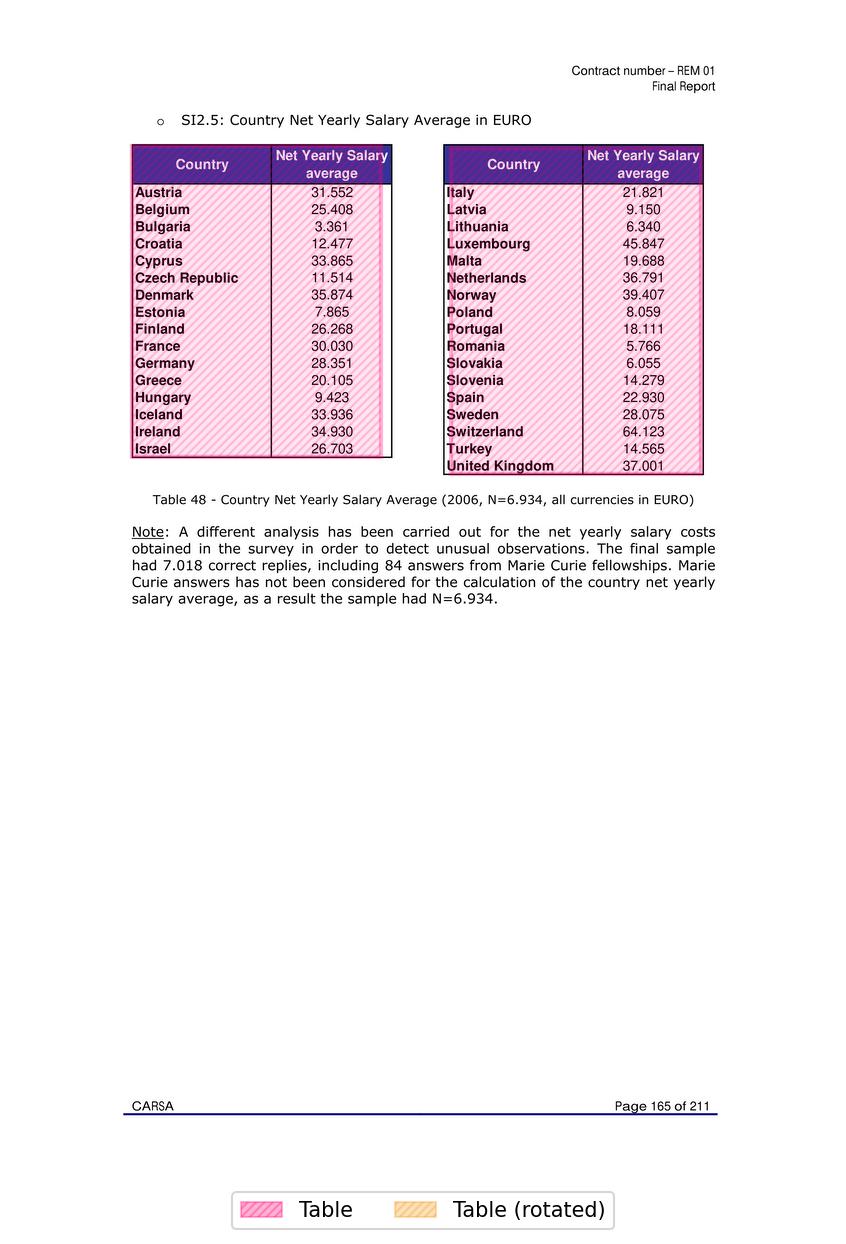 Contract number – REM 01
Final Report
o SI2.5: Country Net Yearly Salary Average in EURO
Country Net Yearly Salary average
Austria 31.552
Belgium 25.408
Bulgaria 3.361
Croatia 12.477
Cyprus 33.865
Czech Republic 11.514
Denmark 35.874
Estonia 7.865
Finland 26.268
France 30.030
Germany 28.351
Greece 20.105
Hungary 9.423
Iceland 33.936
Ireland 34.930
Israel 26.703
Country Net Yearly Salary average
Italy 21.821
Latvia 9.150
Lithuania 6.340
Luxembourg 45.847
Malta 19.688
Netherlands 36.791
Norway 39.407
Poland 8.059
Portugal 18.111
Romania 5.766
Slovakia 6.055
Slovenia 14.279
Spain 22.930
Sweden 28.075
Switzerland 64.123
Turkey 14.565
United Kingdom 37.001
Table 48 - Country Net Yearly Salary Average (2006, N=6.934, all currencies in EURO)
Note: A different analysis has been carried out for the net yearly salary costs
obtained in the survey in order to detect unusual observations. The final sample
had 7.018 correct replies, including 84 answers from Marie Curie fellowships. Marie
Curie answers has not been considered for the calculation of the country net yearly
salary average, as a result the sample had N=6.934.
CARSA Page 165 of 211
Table Table (rotated)